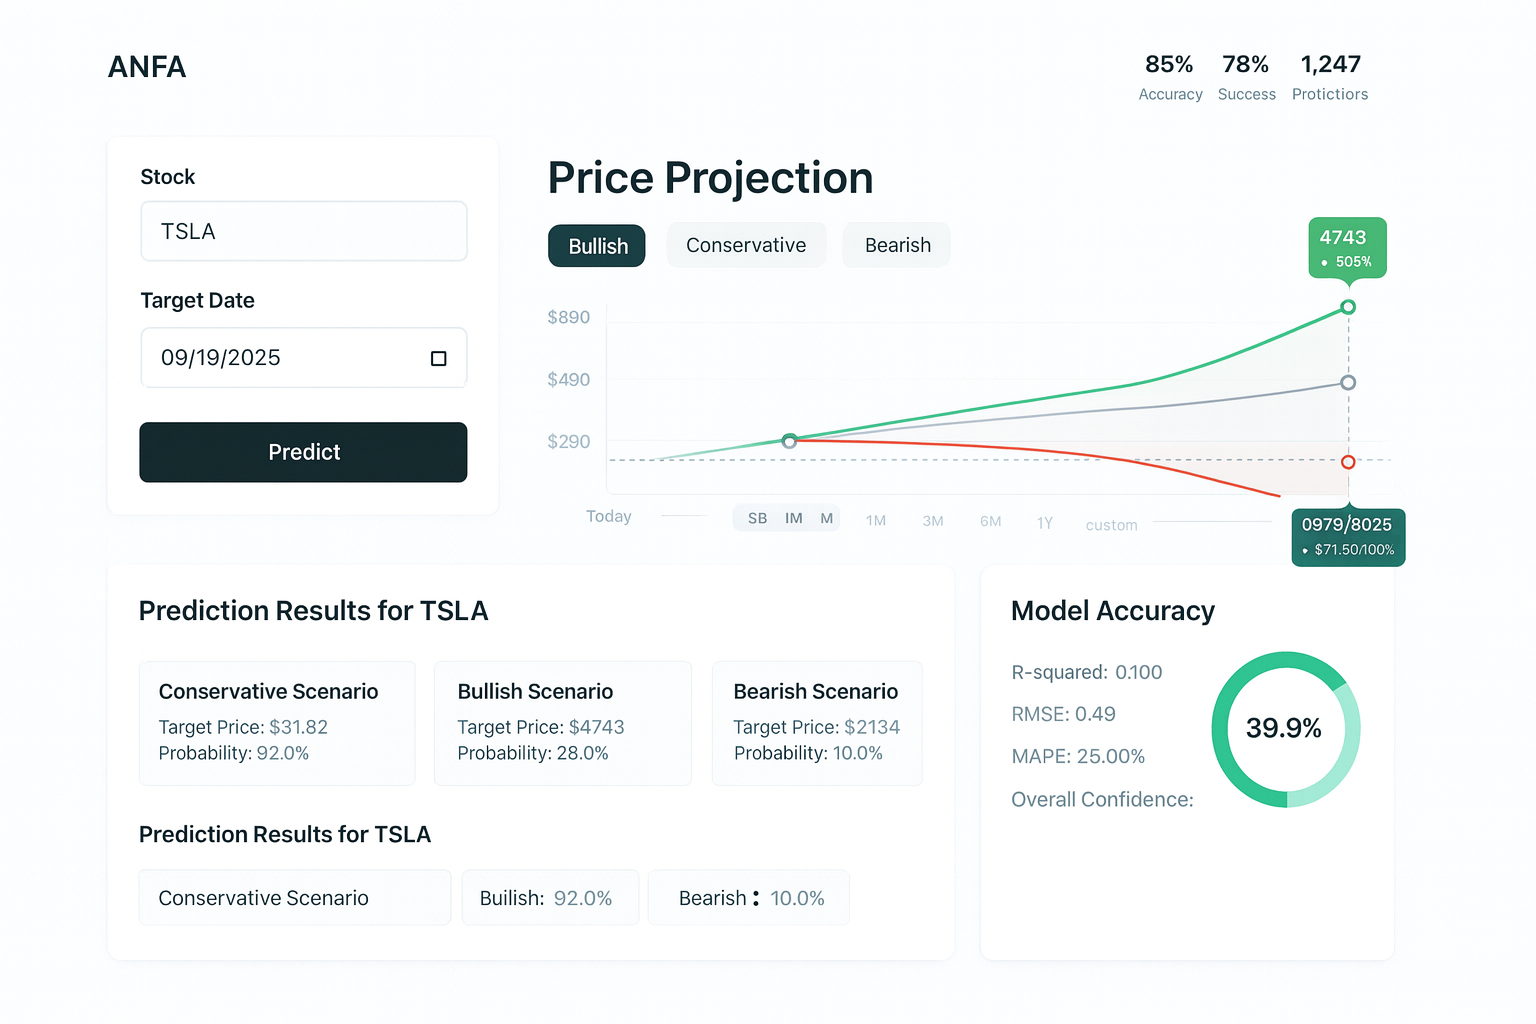 ANFA
85% 78% 1,247
Accuracy Success Protictiors
Stock
TSLA
Target Date
09/19/2025
Predict
Price Projection
Bullish Conservative Bearish
4743
• 505%
$890
$490
$290
Today SB IM M 1M 3M 6M 1Y custom
0979/8025
• $71.50/100%
Prediction Results for TSLA
Conservative Scenario
Target Price: $31.82
Probability: 92.0%
Bullish Scenario
Target Price: $4743
Probability: 28.0%
Bearish Scenario
Target Price: $2134
Probability: 10.0%
Prediction Results for TSLA
Conservative Scenario
Builish: 92.0%
Bearish : 10.0%
Model Accuracy
R-squared: 0.100
RMSE: 0.49
MAPE: 25.00%
Overall Confidence:
39.9%